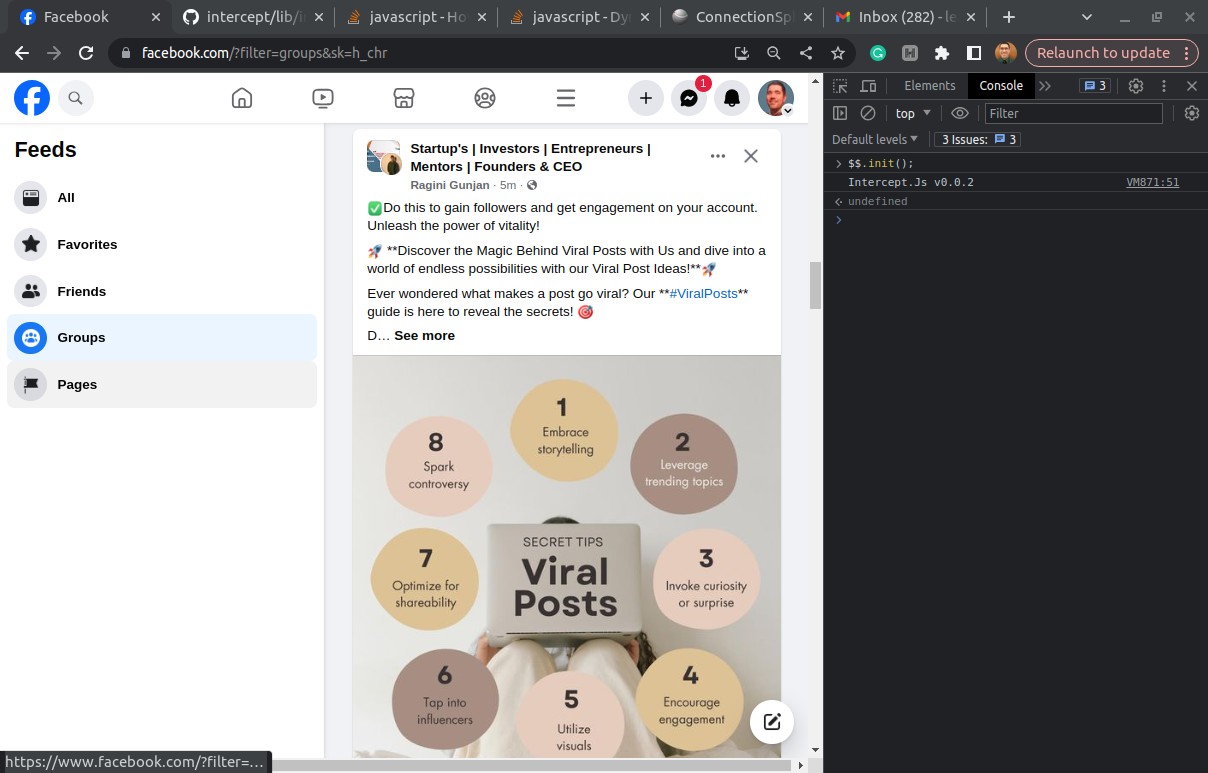 Facebook
intercept/lib/in
javascript - Ho
javascript - Dy
ConnectionSpl
Inbox (282) - le
facebook.com/?filter=groups&sk=h_chr
Relaunch to update
1
Feeds
All
Favorites
Friends
Groups
Pages
Startup's | Investors | Entrepreneurs |
Mentors | Founders & CEO
Ragini Gunjan · 5m ·
✅Do this to gain followers and get engagement on your account.
Unleash the power of vitality!
🚀 **Discover the Magic Behind Viral Posts with Us and dive into a
world of endless possibilities with our Viral Post Ideas!**🚀
Ever wondered what makes a post go viral? Our **#ViralPosts**
guide is here to reveal the secrets! 🎯
D… See more
1
Embrace
storytelling
2
Leverage
trending topics
3
Invoke curiosity
or surprise
4
Encourage
engagement
5
Utilize
visuals
6
Tap into
influencers
7
Optimize for
shareability
8
Spark
controversy
SECRET TIPS
Viral
Posts
https://www.facebook.com/?filter=…
Elements
Console
3
top
Filter
Default levels
3 Issues: 3
$$.init();
Intercept.Js v0.0.2 VM871:51
undefined